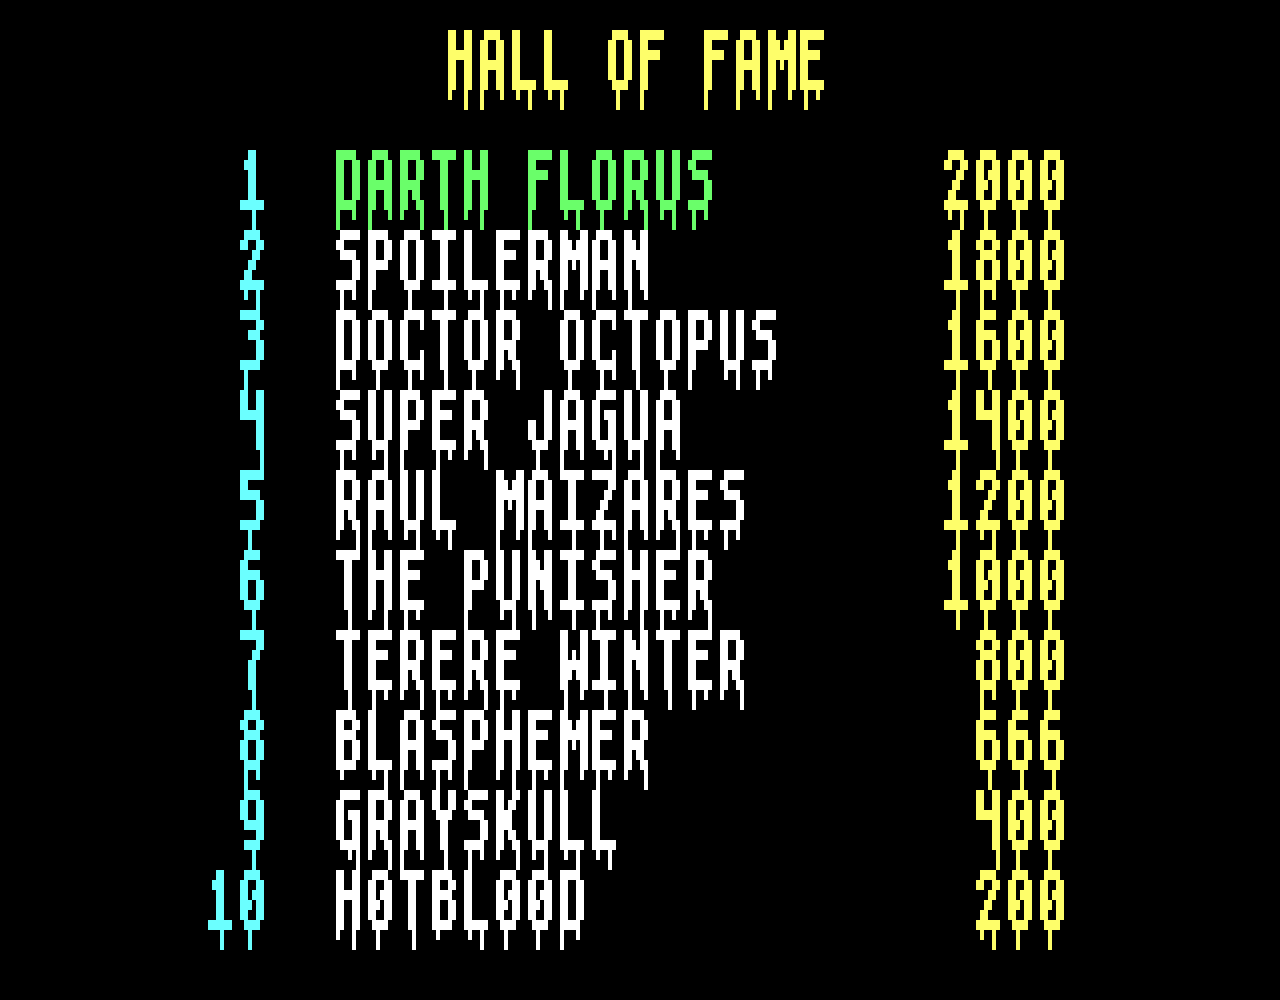 HALL OF FAME
1 DARTH FLORUS 2000
2 SPOILERMAN 1800
3 DOCTOR OCTOPUS 1600
4 SUPER JAGUA 1400
5 RAUL MAIZARES 1200
6 THE PUNISHER 1000
7 TERERE WINTER 800
8 BLASPHEMER 666
9 GRAYSKULL 400
10 H0TBL00D 200